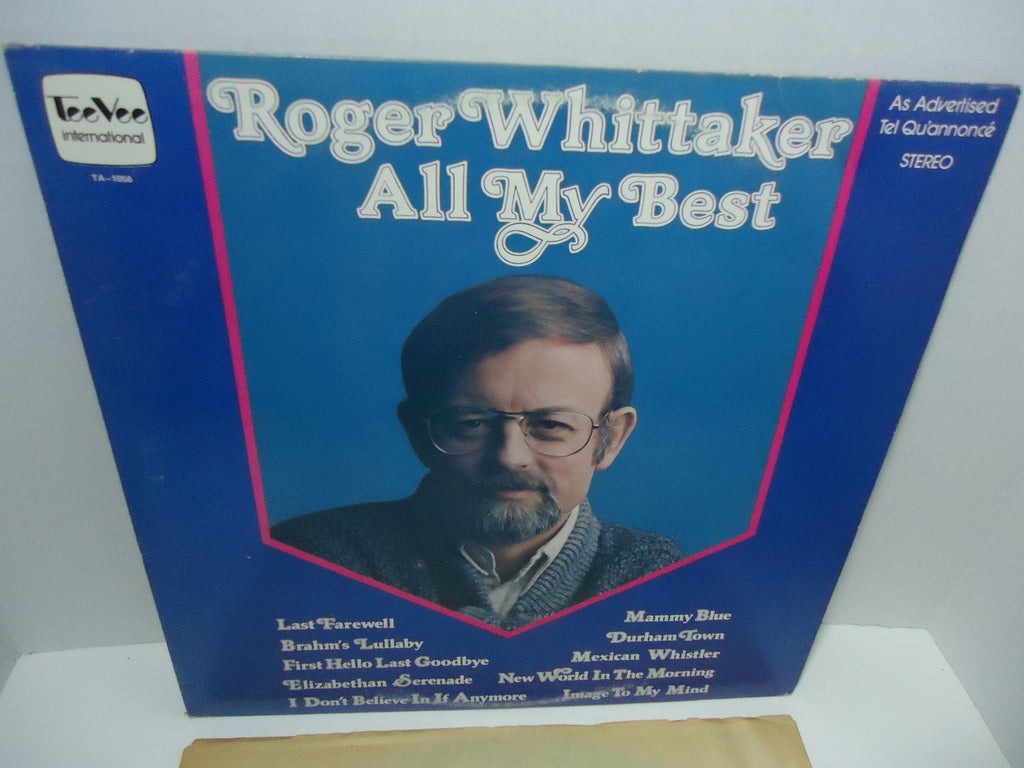 TeeVee
international
TA-1008
Roger Whittaker
All My Best
As Advertised
Tel Qu'annoncé
STEREO
Last Farewell
Brahm's Lullaby
First Hello Last Goodbye
Elizabethan Serenade
I Don't Believe In If Anymore
Mammy Blue
Durham Town
Mexican Whistler
New World In The Morning
Image To My Mind